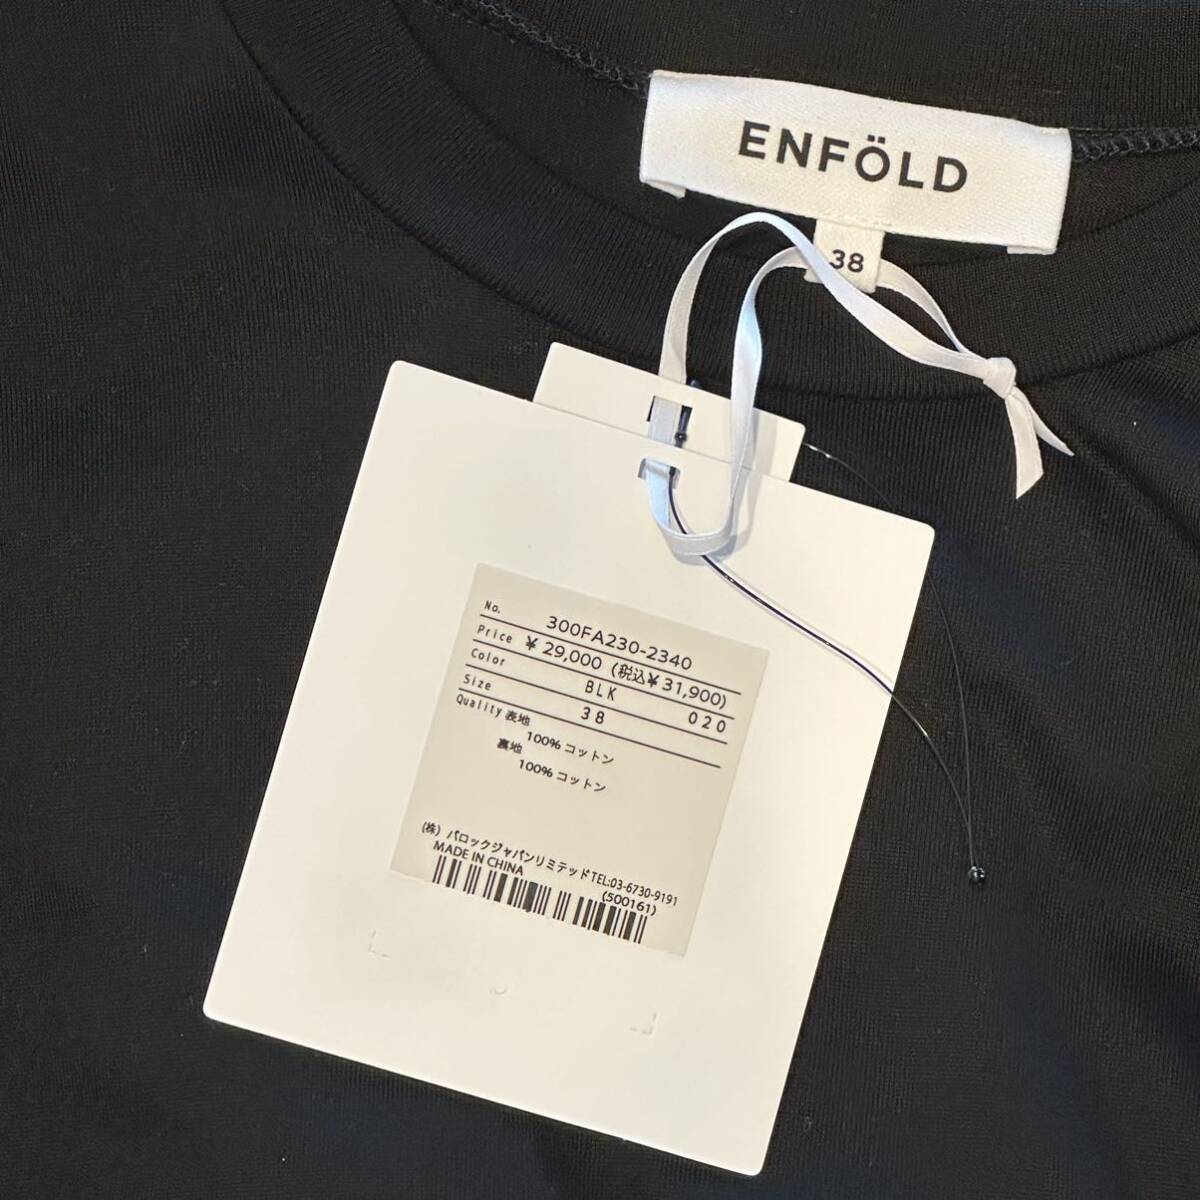 ENFÖLD
38
No. 300FA230-2340
Price ¥ 29,000 (税込¥ 31,900)
Color BLK 020
Size 38
Quality 表地
100% コットン
裏地
100% コットン
(株) バロックジャパンリミテッド TEL:03-6730-9191
MADE IN CHINA (500161)